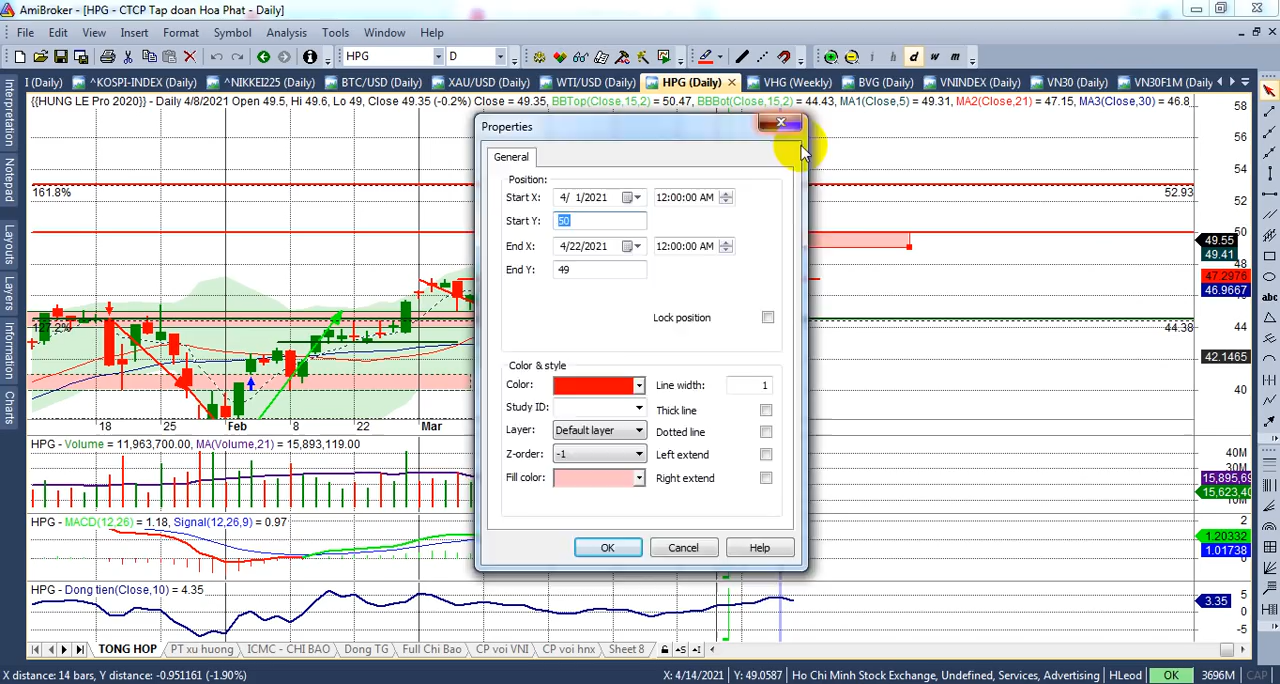 AmiBroker - [HPG - CTCP Tap doan Hoa Phat - Daily]
File Edit View Insert Format Symbol Analysis Tools Window Help
HPG D i h d w m
I (Daily) ^KOSPI-INDEX (Daily) ^NIKKEI225 (Daily) BTC/USD (Daily) XAU/USD (Daily) WTI/USD (Daily) HPG (Daily) VHG (Weekly) BVG (Daily) VNINDEX (Daily) VN30 (Daily) VN30F1M (Daily)
{{HUNG LE Pro 2020}} - Daily 4/8/2021 Open 49.5, Hi 49.6, Lo 49, Close 49.35 (-0.2%) Close = 49.35, BBTop(Close,15,2) = 50.47, BBBot(Close,15,2) = 44.43, MA1(Close,5) = 49.31, MA2(Close,21) = 47.15, MA3(Close,30) = 46.8
Interpretation
Notepad
Layouts
Layers
Information
Charts
58
56
54
161.8%
52.93
50
49.55
49.41
48
47.2976
46.9667
46
44.38
44
127.2%
42.1465
40
18 25 Feb 8 22 Mar
Properties
General
Position:
Start X: 4/ 1/2021 12:00:00 AM
Start Y: 50
End X: 4/22/2021 12:00:00 AM
End Y: 49
Lock position
Color & style
Color: Line width: 1
Study ID: Thick line
Layer: Default layer Dotted line
Z-order: -1 Left extend
Fill color: Right extend
OK Cancel Help
HPG - Volume = 11,963,700.00, MA(Volume,21) = 15,893,119.00
40M
30M
15,895,69
15,623,40
HPG - MACD(12,26) = 1.18, Signal(12,26,9) = 0.97
2
1.20332
1.01738
HPG - Dong tien(Close,10) = 4.35
5
3.35
0
-5
TONG HOP PT xu huong ICMC - CHI BAO Dong TG Full Chi Bao CP voi VNI CP voi hnx Sheet 8
X distance: 14 bars, Y distance: -0.951161 (-1.90%) X: 4/14/2021 Y: 49.0587 Ho Chi Minh Stock Exchange, Undefined, Services, Advertising HLeod OK 3696M CAP
abc